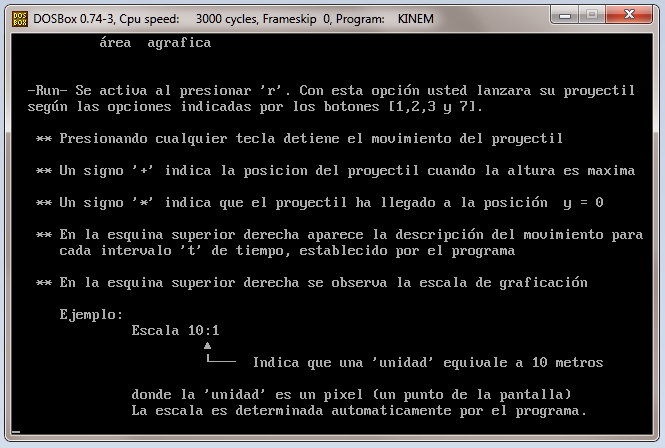 DOSBox 0.74-3, Cpu speed: 3000 cycles, Frameskip 0, Program: KINEM
área agrafica
-Run- Se activa al presionar 'r'. Con esta opción usted lanzara su proyectil
según las opciones indicadas por los botones [1,2,3 y 7].
** Presionando cualquier tecla detiene el movimiento del proyectil
** Un signo '+' indica la posicion del proyectil cuando la altura es maxima
** Un signo '*' indica que el proyectil ha llegado a la posición y = 0
** En la esquina superior derecha aparece la descripción del movimiento para
cada intervalo 't' de tiempo, establecido por el programa
** En la esquina superior derecha se observa la escala de graficación
Ejemplo:
Escala 10:1
Indica que una 'unidad' equivale a 10 metros
donde la 'unidad' es un pixel (un punto de la pantalla)
La escala es determinada automaticamente por el programa.